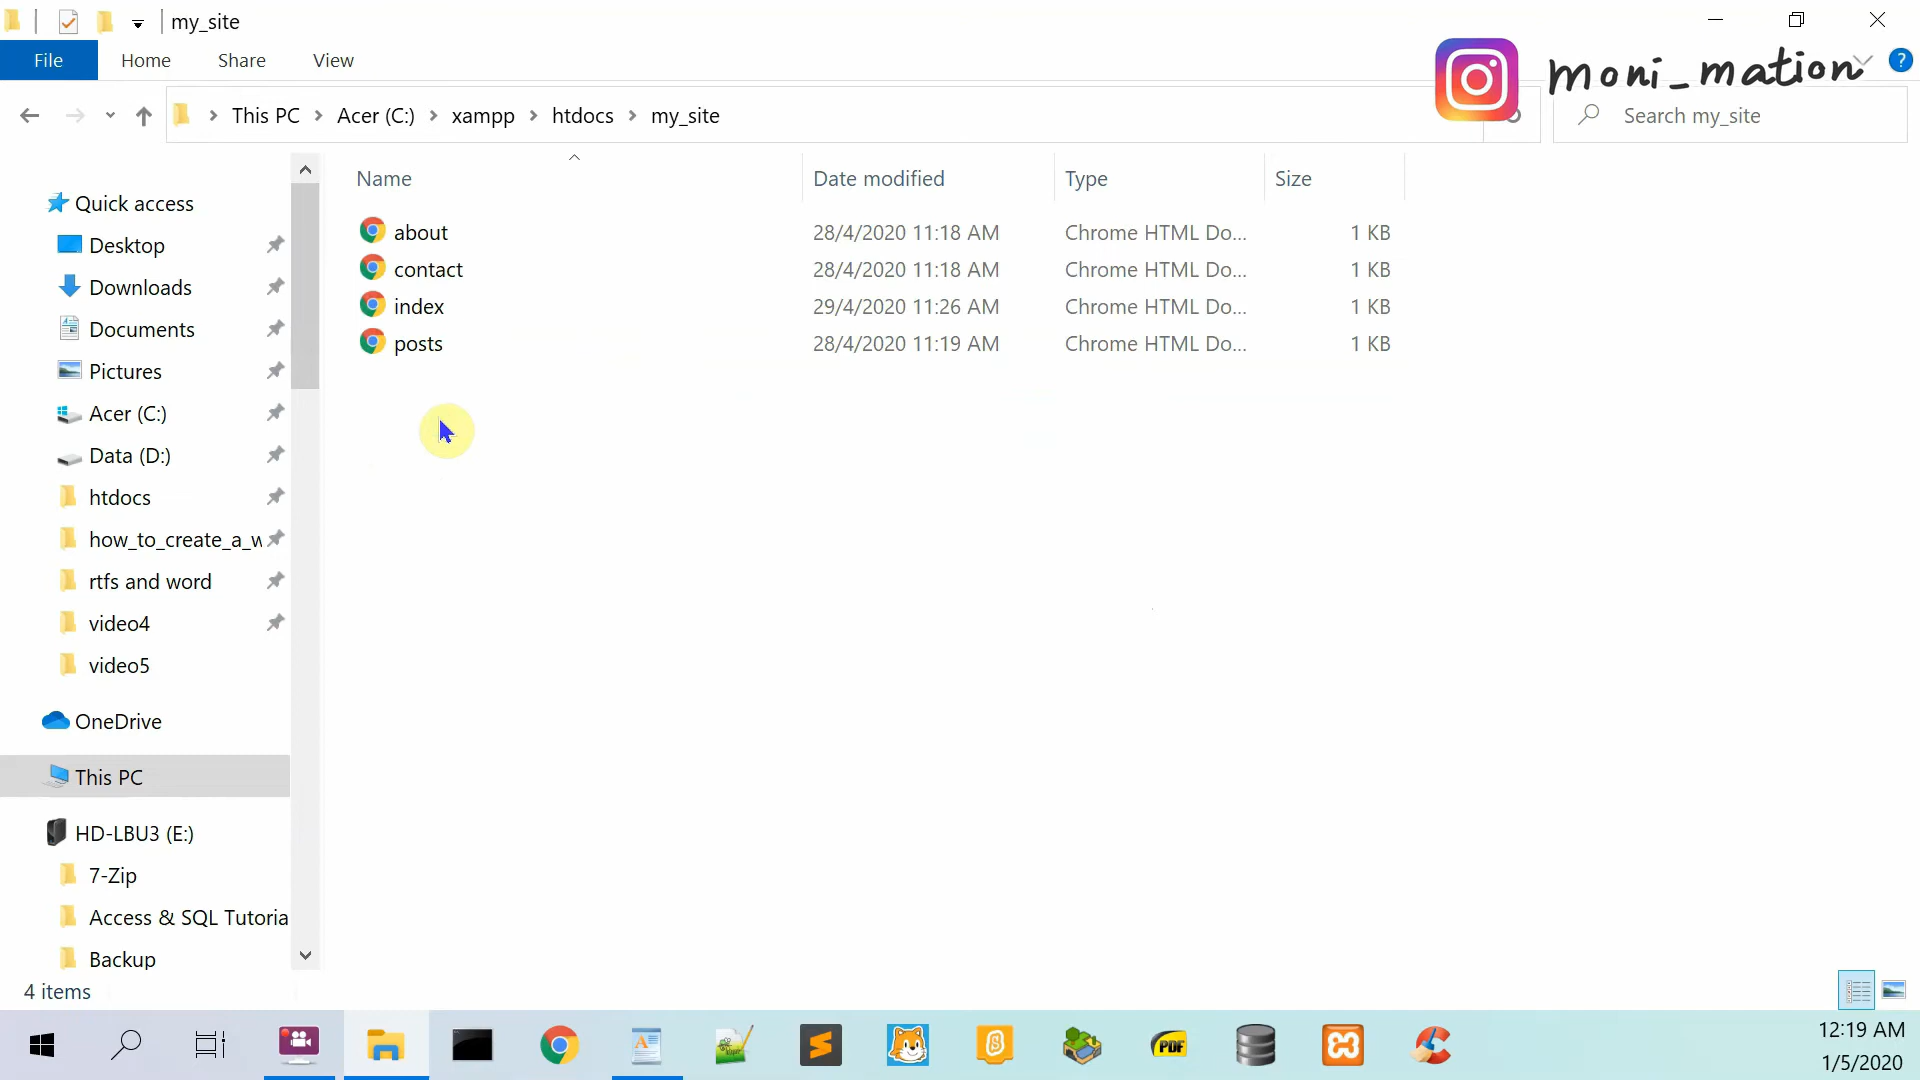 my_site
File Home Share View
moni_mation
?
This PC Acer (C:) xampp htdocs my_site
Search my_site
Name Date modified Type Size
about 28/4/2020 11:18 AM Chrome HTML Do... 1 KB
contact 28/4/2020 11:18 AM Chrome HTML Do... 1 KB
index 29/4/2020 11:26 AM Chrome HTML Do... 1 KB
posts 28/4/2020 11:19 AM Chrome HTML Do... 1 KB
Quick access
Desktop
Downloads
Documents
Pictures
Acer (C:)
Data (D:)
htdocs
how_to_create_a_w
rtfs and word
video4
video5
OneDrive
This PC
HD-LBU3 (E:)
7-Zip
Access & SQL Tutoria
Backup
4 items
PDF
12:19 AM
1/5/2020